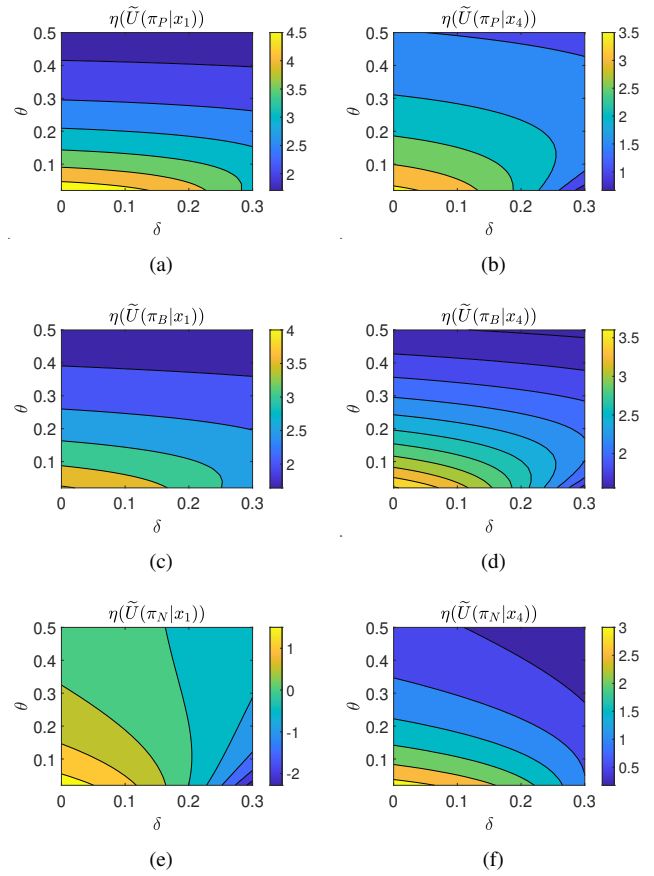 η(Ũ(π_P|x_1)) η(Ũ(π_P|x_4))
0.5 4.5 0.5 3.5
4
0.4 0.4 3
3.5
0.3 0.3 2.5
θ 3 θ
0.2 0.2 2
2.5
0.1 0.1 1.5
2 1
0 0.1 0.2 0.3 0 0.1 0.2 0.3
δ δ
(a) (b)
η(Ũ(π_B|x_1)) η(Ũ(π_B|x_4))
0.5 4 0.5 3.5
0.4 3.5 0.4
3
0.3 3 0.3
θ θ 2.5
0.2 2.5 0.2
0.1 2 0.1 2
0 0.1 0.2 0.3 0 0.1 0.2 0.3
δ δ
(c) (d)
η(Ũ(π_N|x_1)) η(Ũ(π_N|x_4))
0.5 0.5 3
1
0.4 0.4 2.5
0.3 0 0.3 2
θ θ
0.2 -1 0.2 1.5
1
0.1 0.1
-2 0.5
0 0.1 0.2 0.3 0 0.1 0.2 0.3
δ δ
(e) (f)